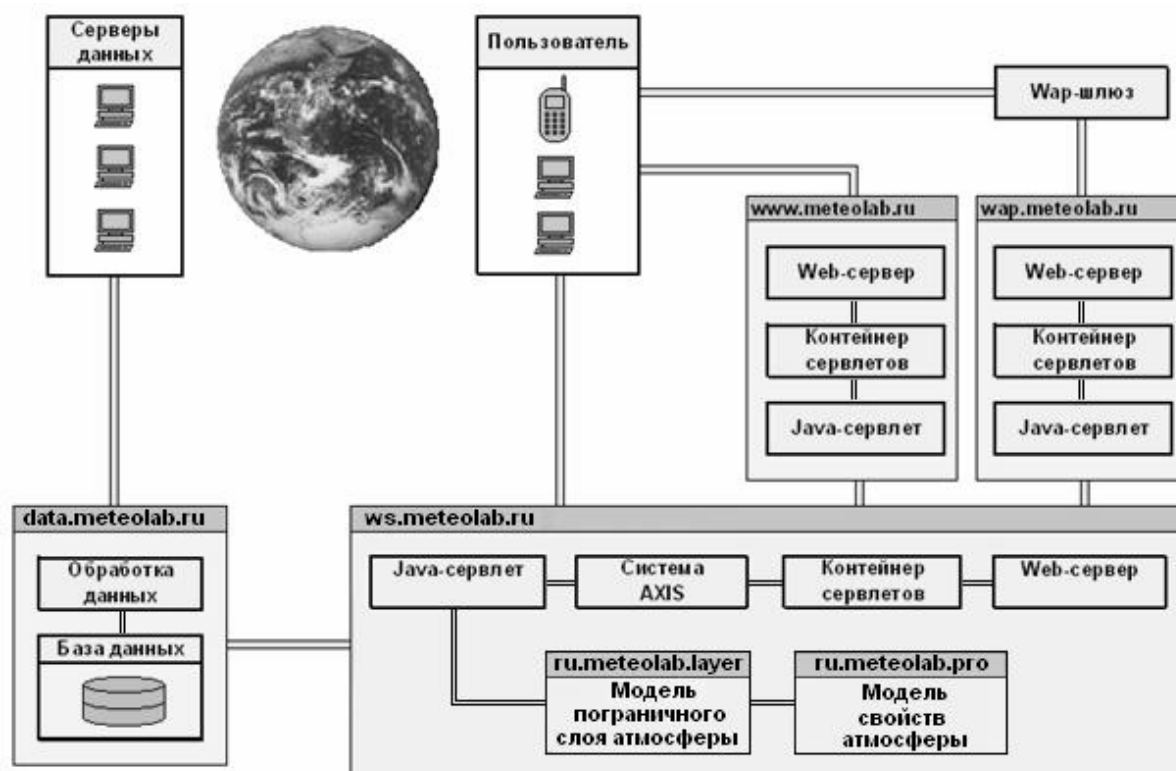 Серверы
данных
Пользователь
Wap-шлюз
www.meteolab.ru
Web-сервер
Контейнер
сервлетов
Java-сервлет
wap.meteolab.ru
Web-сервер
Контейнер
сервлетов
Java-сервлет
data.meteolab.ru
Обработка
данных
База данных
ws.meteolab.ru
Java-сервлет
Система
AXIS
Контейнер
сервлетов
Web-сервер
ru.meteolab.layer
Модель
пограничного
слоя атмосферы
ru.meteolab.pro
Модель
свойств
атмосферы